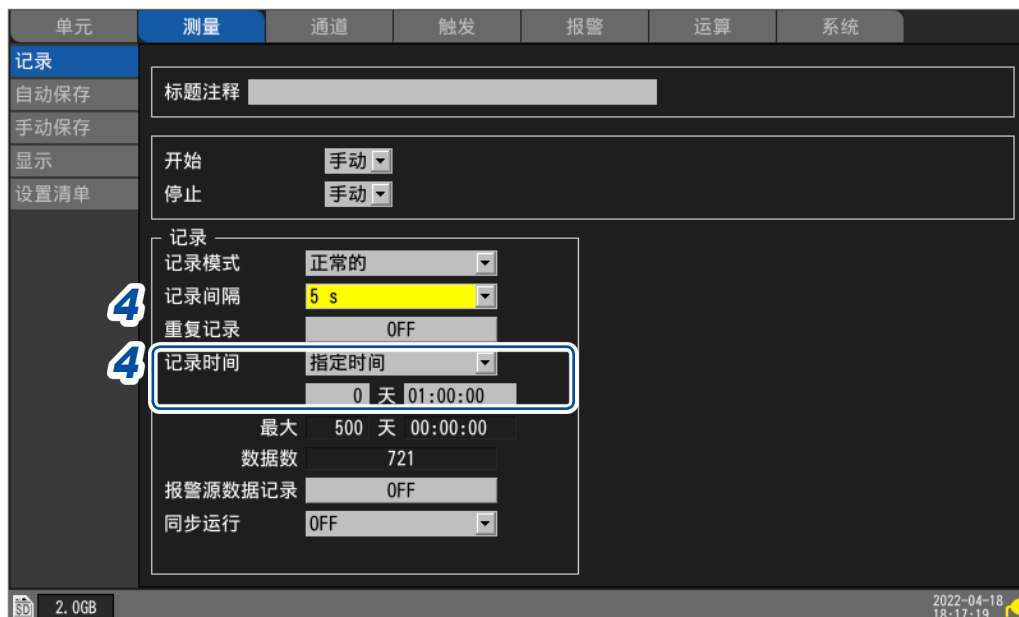 单元 测量 通道 触发 报警 运算 系统
记录
自动保存
手动保存
显示
设置清单
标题注释
开始 手动
停止 手动
记录
记录模式 正常的
4 记录间隔 5 s
重复记录 OFF
4 记录时间 指定时间
0 天 01:00:00
最大 500 天 00:00:00
数据数 721
报警源数据记录 OFF
同步运行 OFF
SD 2.0GB
2022-04-18
18:17:19